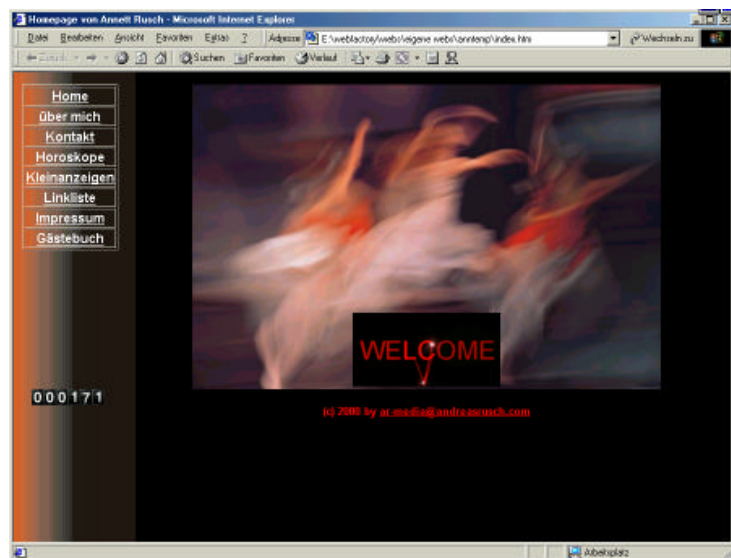 Homepage von Annett Rusch - Microsoft Internet Explorer
Datei Bearbeiten Ansicht Favoriten Extras ? Adresse E:\webfactory\webs\eigene webs\anntemp\index.htm Wechseln zu
Zurück Suchen Favoriten Verlauf
Home
über mich
Kontakt
Horoskope
Kleinanzeigen
Linkliste
Impressum
Gästebuch
WELCOME
000171
(c) 2000 by ar-media@andreasrusch.com
Arbeitsplatz